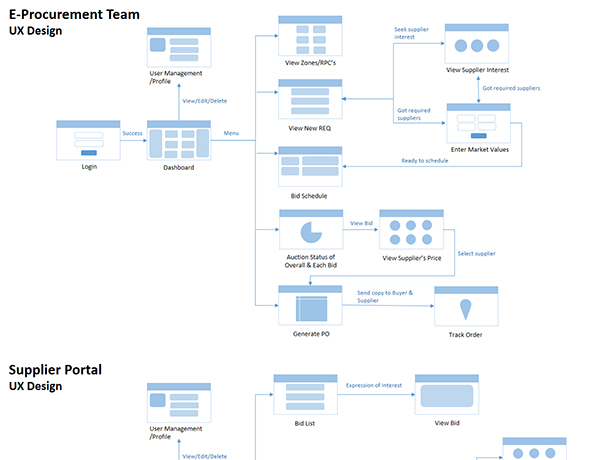 E-Procurement Team
UX Design
User Management
/Profile
View/Edit/Delete
Login
Success
Dashboard
Menu
View Zones/RPC's
View New REQ
Seek supplier
interest
View Supplier Interest
Got required suppliers
Got required
suppliers
Enter Market Values
Ready to schedule
Bid Schedule
Auction Status of
Overall & Each Bid
View Bid
View Supplier's Price
Select supplier
Generate PO
Send copy to Buyer &
Supplier
Track Order
Supplier Portal
UX Design
User Management
/Profile
View/Edit/Delete
Bid List
Expression of Interest
View Bid